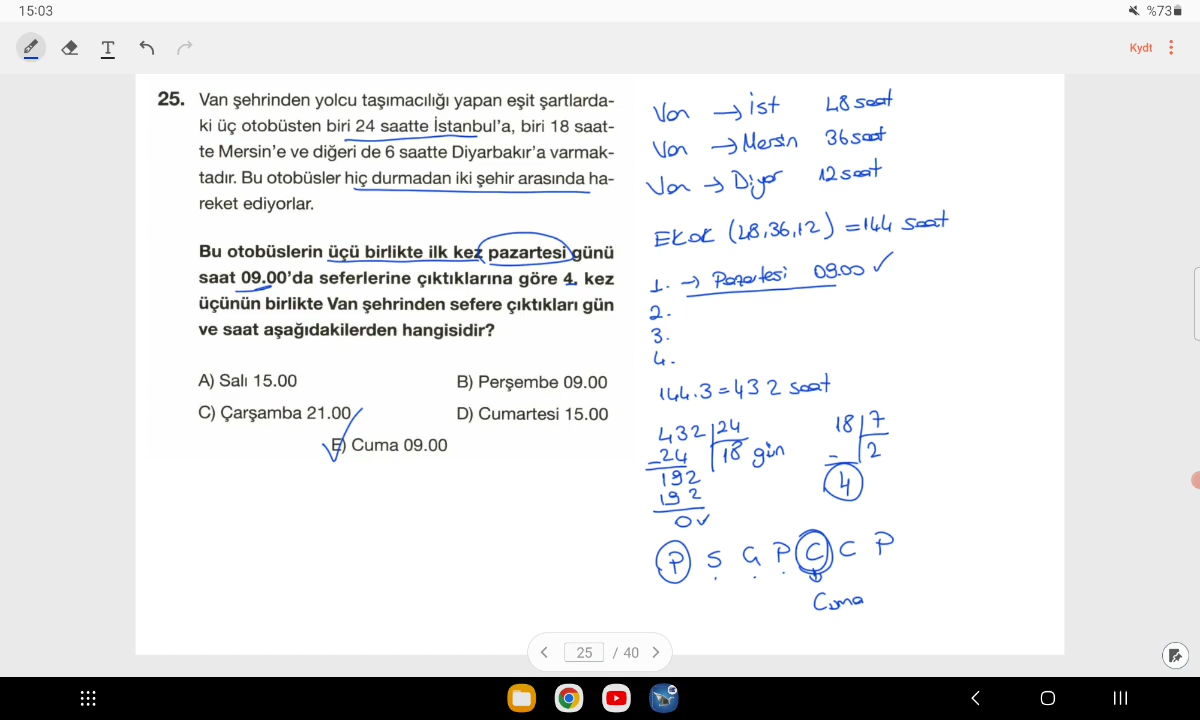 15:03
%73
T
Kydt
25. Van şehrinden yolcu taşımacılığı yapan eşit şartlarda-
ki üç otobüsten biri 24 saatte İstanbul'a, biri 18 saat-
te Mersin'e ve diğeri de 6 saatte Diyarbakır'a varmak-
tadır. Bu otobüsler hiç durmadan iki şehir arasında ha-
reket ediyorlar.
Bu otobüslerin üçü birlikte ilk kez pazartesi günü
saat 09.00'da seferlerine çıktıklarına göre 4. kez
üçünün birlikte Van şehrinden sefere çıktıkları gün
ve saat aşağıdakilerden hangisidir?
A) Salı 15.00
B) Perşembe 09.00
C) Çarşamba 21.00
D) Cumartesi 15.00
E) Cuma 09.00
Van → İst 48 saat
Van → Mersin 36 saat
Van → Diyar 12 saat
EKOK (48,36,12) = 144 saat
1. → Pazartesi 09.00 ✓
2.
3.
4.
144.3 = 432 saat
432 24
-24 18 gün
192
192
0 ✓
18 7
- 2
4
P S Ç P C C P
Cuma
25 / 40